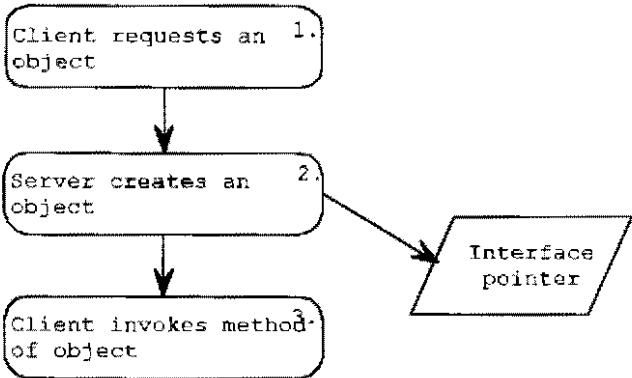 Client requests an 1.
object
Server creates an 2.
object
Interface
pointer
Client invokes method 3.
of object